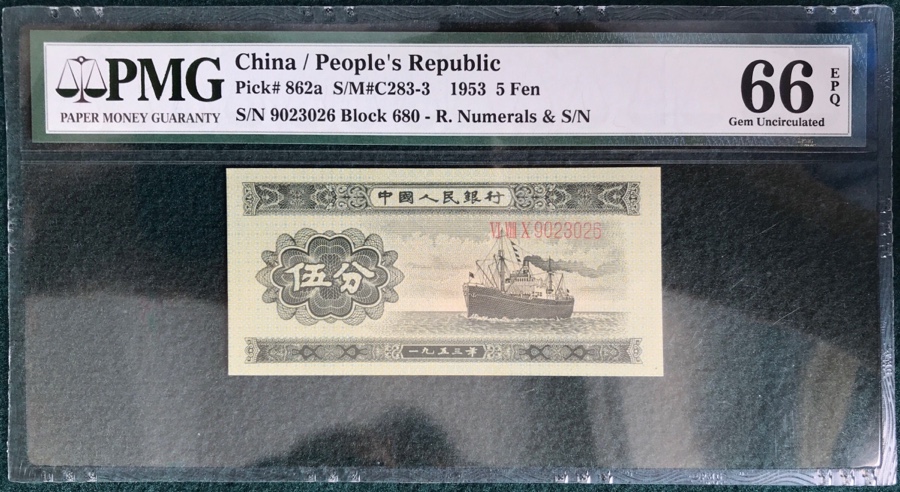 PMG
PAPER MONEY GUARANTY
China / People's Republic
Pick# 862a S/M#C283-3 1953 5 Fen
S/N 9023026 Block 680 - R. Numerals & S/N
66 EPQ
Gem Uncirculated
中國人民銀行
VI VIII X 9023026
伍分
一九五三年